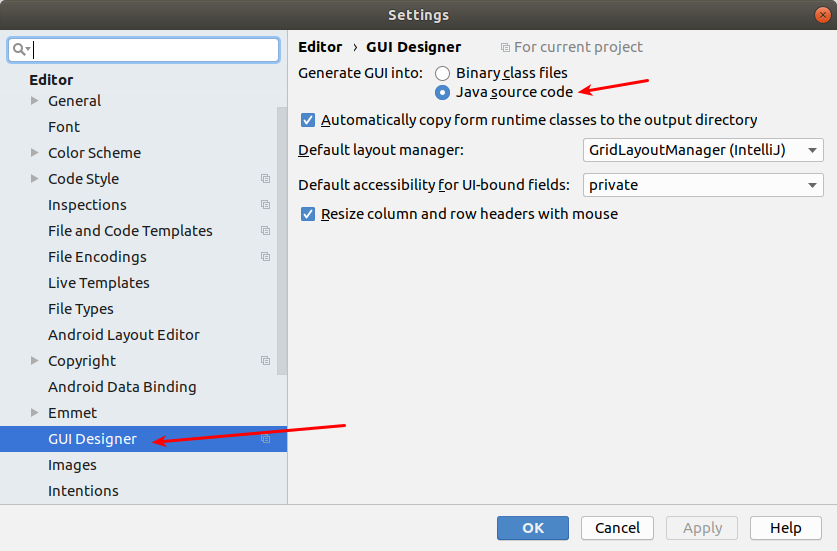 Settings
Editor
General
Font
Color Scheme
Code Style
Inspections
File and Code Templates
File Encodings
Live Templates
File Types
Android Layout Editor
Copyright
Android Data Binding
Emmet
GUI Designer
Images
Intentions
Editor › GUI Designer For current project
Generate GUI into: Binary class files
Java source code
Automatically copy form runtime classes to the output directory
Default layout manager: GridLayoutManager (IntelliJ)
Default accessibility for UI-bound fields: private
Resize column and row headers with mouse
OK Cancel Apply Help